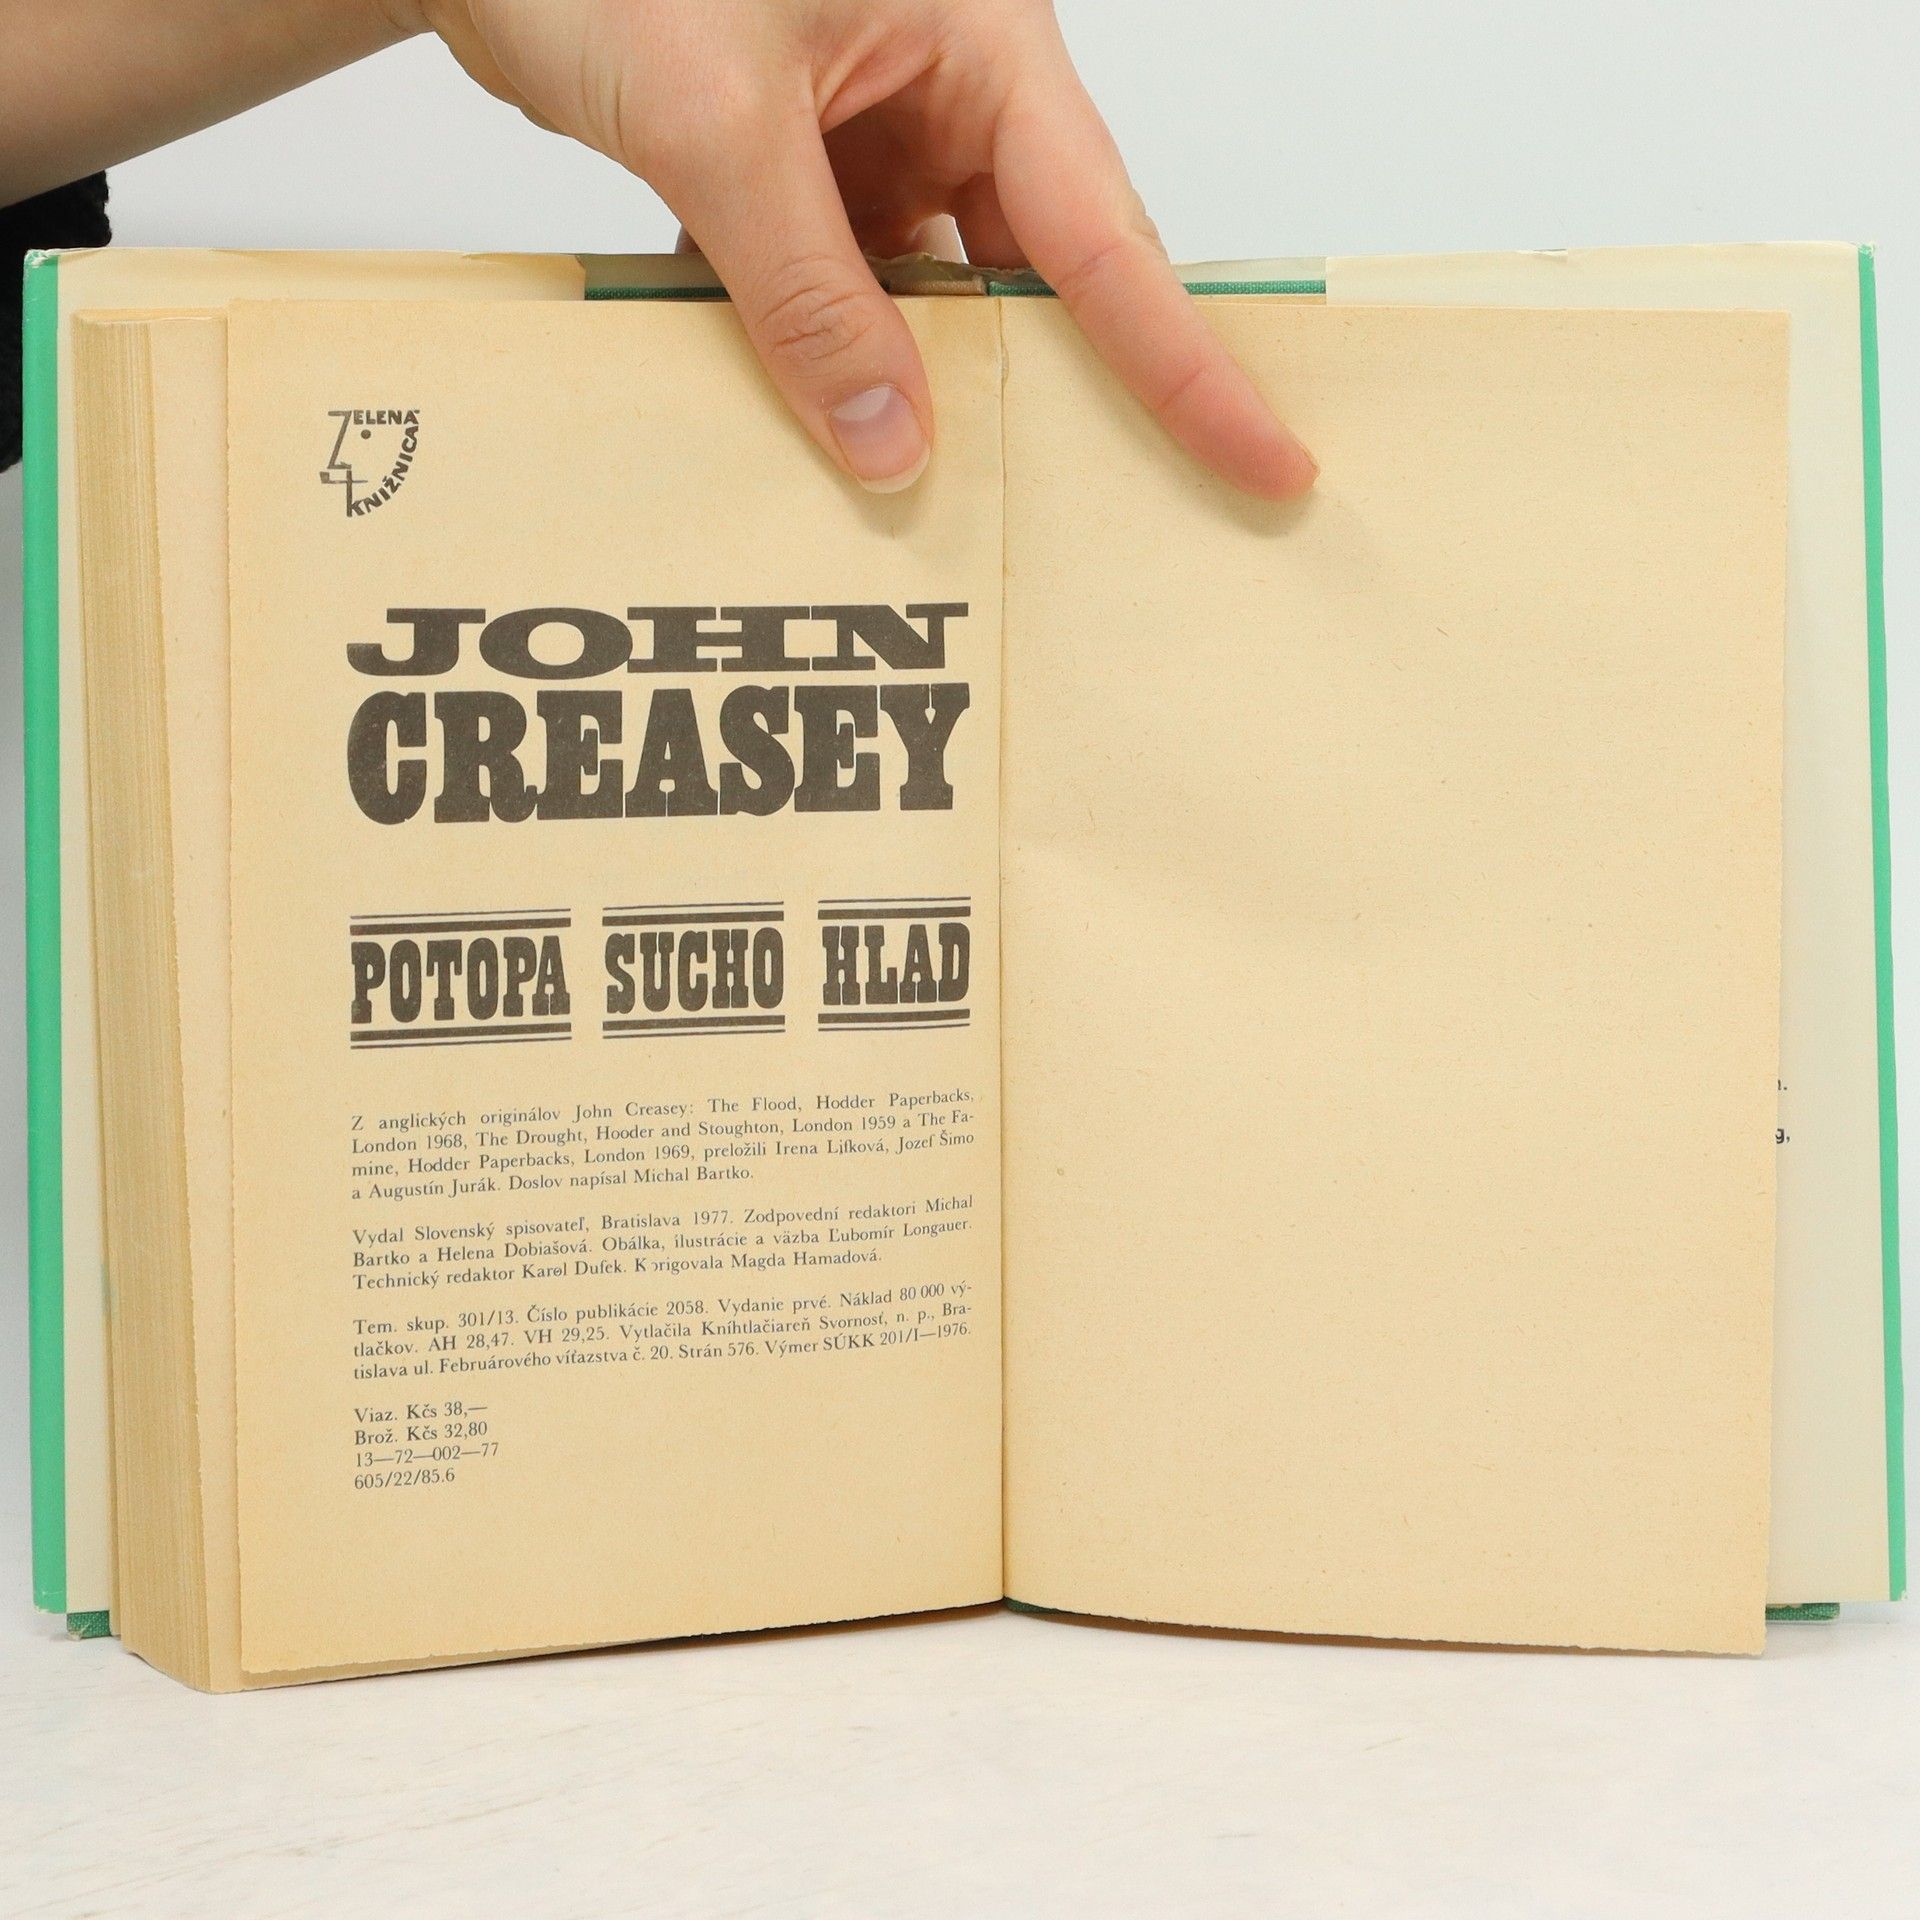 ZELENÁ
KNIŽNICA
JOHN
CREASEY
POTOPA SUCHO HLAD
Z anglických originálov John Creasey: The Flood, Hodder Paperbacks,
London 1968, The Drought, Hooder and Stoughton, London 1959 a The Fa-
mine, Hodder Paperbacks, London 1969, preložili Irena Lifková, Jozef Šimo
a Augustín Jurák. Doslov napísal Michal Bartko.
Vydal Slovenský spisovateľ, Bratislava 1977. Zodpovední redaktori Michal
Bartko a Helena Dobiašová. Obálka, ilustrácie a väzba Ľubomír Longauer.
Technický redaktor Karol Dufek. Korigovala Magda Hamadová.
Tem. skup. 301/13. Číslo publikácie 2058. Vydanie prvé. Náklad 80 000 vý-
tlačkov. AH 28,47. VH 29,25. Vytlačila Kníhtlačiareň Svornosť, n. p., Bra-
tislava ul. Februárového víťazstva č. 20. Strán 576. Výmer SÚKK 201/I—1976.
Viaz. Kčs 38,—
Brož. Kčs 32,80
13—72—002—77
605/22/85.6